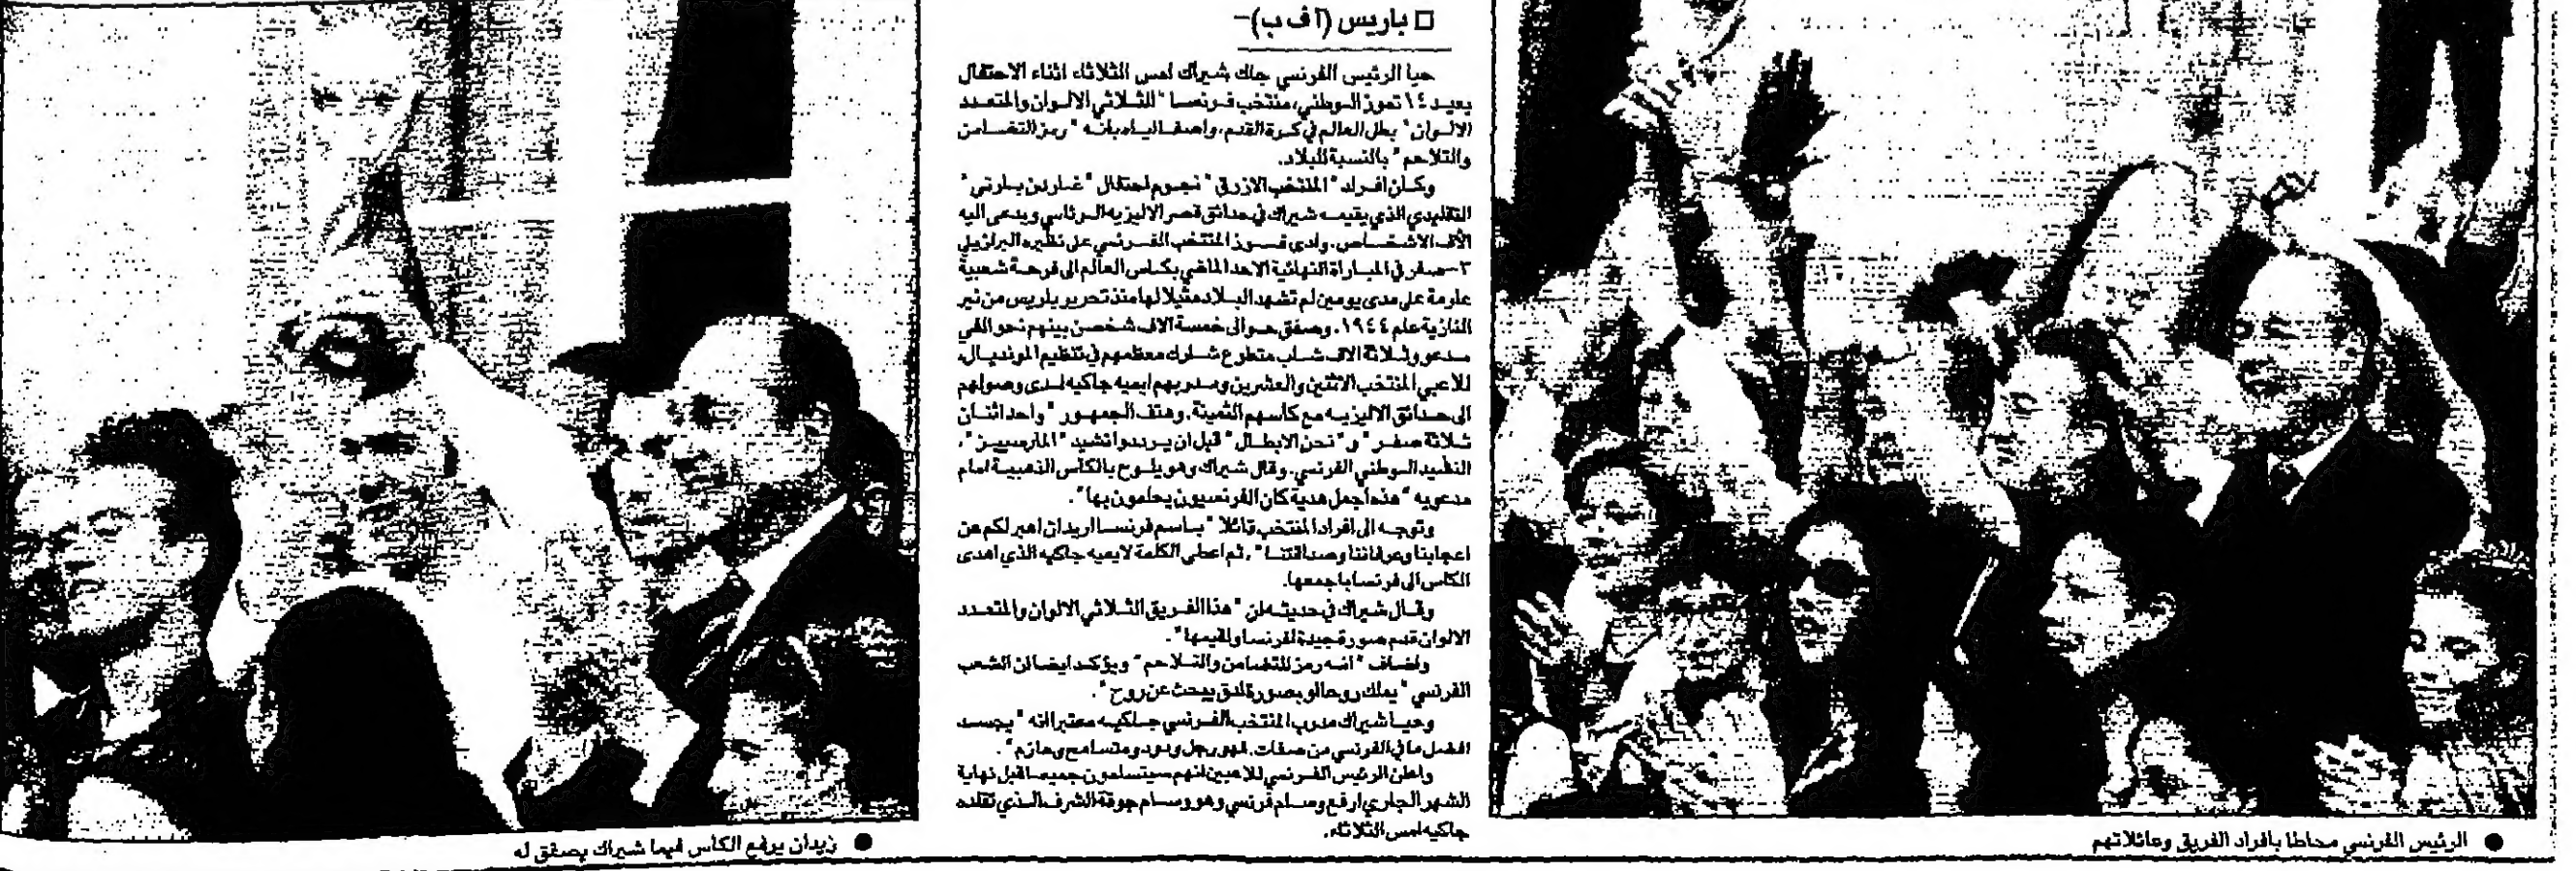 □ باريس (آ ف ب)–
حيا الرئيس الفرنسي جاك شيراك امس الثلاثاء اثناء الاحتفال
بعيد ١٤ تموز الوطني، منتخب فرنسا "الثلاثي الالوان والمتعدد
الالوان" بطل العالم في كرة القدم، واصفا اياه بانه "رمز التضامن
والتلاحم" بالنسبة للبلاد.
وكان افراد "المنتخب الازرق" نجوم احتفال "غاردن بارتي"
التقليدي الذي يقيمه شيراك في حدائق قصر الاليزيه الرئاسي ويدعى اليه
الآف الاشخاص. وادى فوز المنتخب الفرنسي على نظيره البرازيلي
٣-صفر في المباراة النهائية الاحد الماضي بكاس العالم الى فرحة شعبية
عارمة على مدى يومين لم تشهد البلاد مثيلا لها منذ تحرير باريس من نير
النازية عام ١٩٤٤. وصفق حوالى خمسة الاف شخص بينهم نحو الفي
مدعو وثلاثة الاف شاب متطوع شارك معظمهم في تنظيم المونديال،
للاعبي المنتخب الاثنين والعشرين ومدربهم ايميه جاكيه لدى وصولهم
الى حدائق الاليزيه مع كاسهم الثمينة. وهتف الجمهور "واحد اثنان
ثلاثة صفر" و"نحن الابطال" قبل ان يرددوا نشيد "المارسييز"،
النشيد الوطني الفرنسي. وقال شيراك وهو يلوح بالكاس الذهبية امام
مدعويه "هذه اجمل هدية كان الفرنسيون يحلمون بها".
وتوجه الى افراد المنتخب قائلا "باسم فرنسا اريد ان اعبر لكم عن
اعجابنا وعرفاننا وصداقتنا"، ثم اعطى الكلمة لايميه جاكيه الذي اهدى
الكاس الى فرنسا باجمعها.
وقال شيراك في حديثه ان "هذا الفريق الثلاثي الالوان والمتعدد
الالوان قدم صورة جيدة لفرنسا ولقيمها".
واضاف "انه رمز للتضامن والتلاحم" ويؤكد ايضا ان الشعب
الفرنسي "يملك روحا او بصورة ادق يبحث عن روح".
وحيا شيراك مدرب المنتخب الفرنسي جاكيه معتبرا انه "يجسد
افضل ما في الفرنسي من صفات. فهو رجل ودود ومتسامح وحازم".
واعلن الرئيس الفرنسي للاعبين انهم سيتسلمون جميعا قبل نهاية
الشهر الجاري ارفع وسام فرنسي وهو وسام جوقة الشرف الذي تقلده
جاكيه امس الثلاثاء.
● الرئيس الفرنسي محاطا بافراد الفريق وعائلاتهم
● زيدان يرفع الكأس فيما شيراك يصفق له